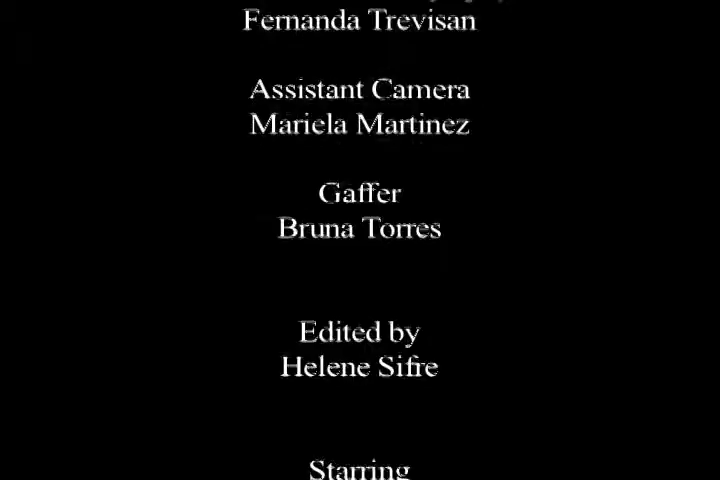 Fernanda Trevisan
Assistant Camera
Mariela Martinez
Gaffer
Bruna Torres
Edited by
Helene Sifre
Starring